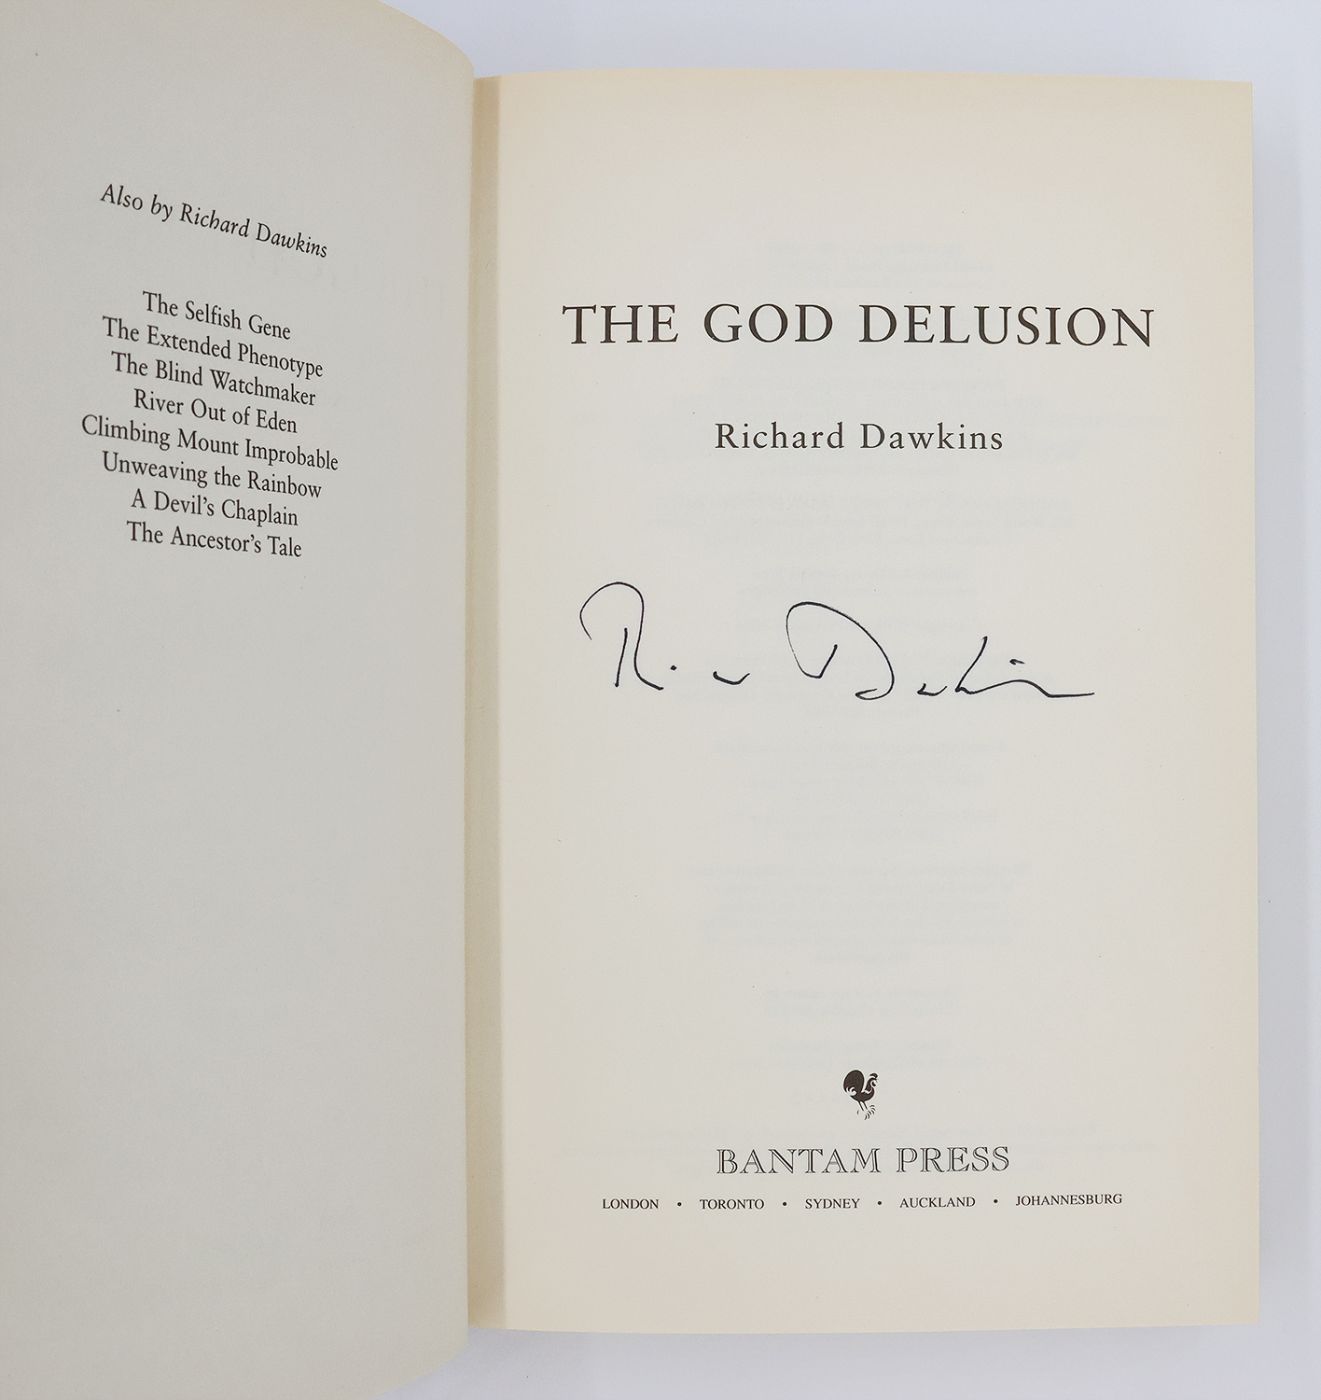 Also by Richard Dawkins
The Selfish Gene
The Extended Phenotype
The Blind Watchmaker
River Out of Eden
Climbing Mount Improbable
Unweaving the Rainbow
A Devil's Chaplain
The Ancestor's Tale
THE GOD DELUSION
Richard Dawkins
Richard Dawkins
BANTAM PRESS
LONDON • TORONTO • SYDNEY • AUCKLAND • JOHANNESBURG